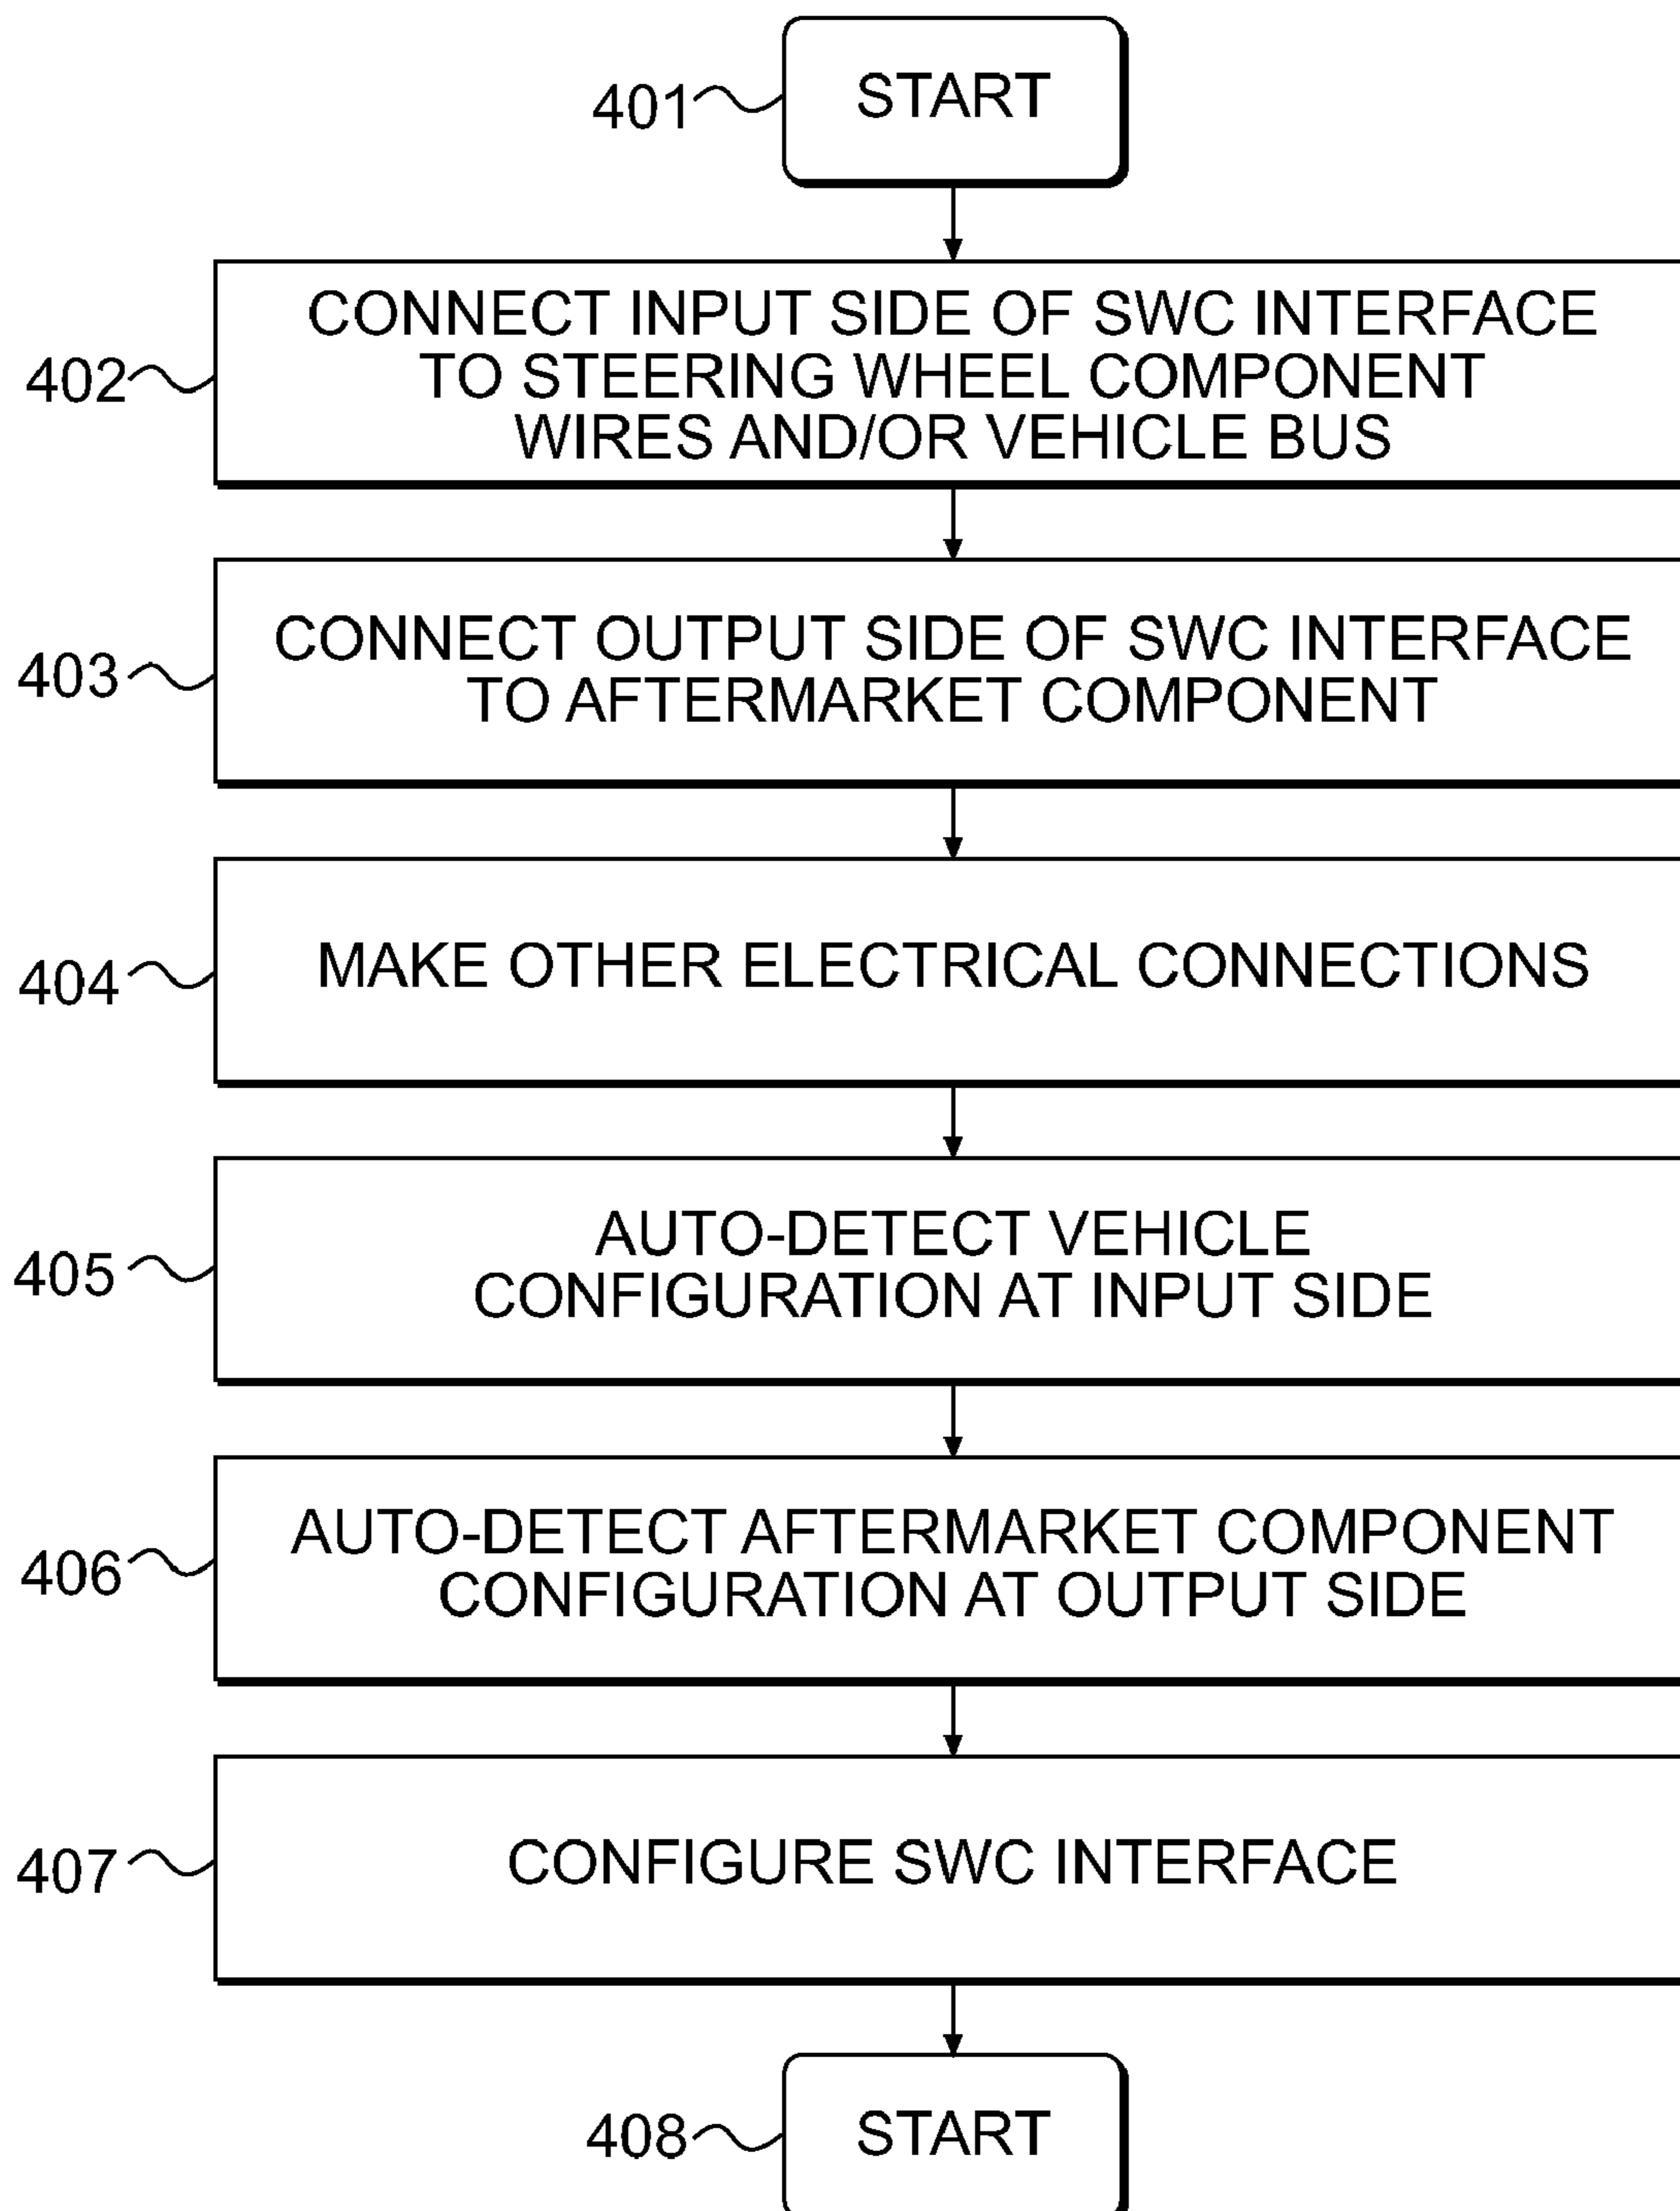 401
START
402
CONNECT INPUT SIDE OF SWC INTERFACE
TO STEERING WHEEL COMPONENT
WIRES AND/OR VEHICLE BUS
403
CONNECT OUTPUT SIDE OF SWC INTERFACE
TO AFTERMARKET COMPONENT
404
MAKE OTHER ELECTRICAL CONNECTIONS
405
AUTO-DETECT VEHICLE
CONFIGURATION AT INPUT SIDE
406
AUTO-DETECT AFTERMARKET COMPONENT
CONFIGURATION AT OUTPUT SIDE
407
CONFIGURE SWC INTERFACE
408
START